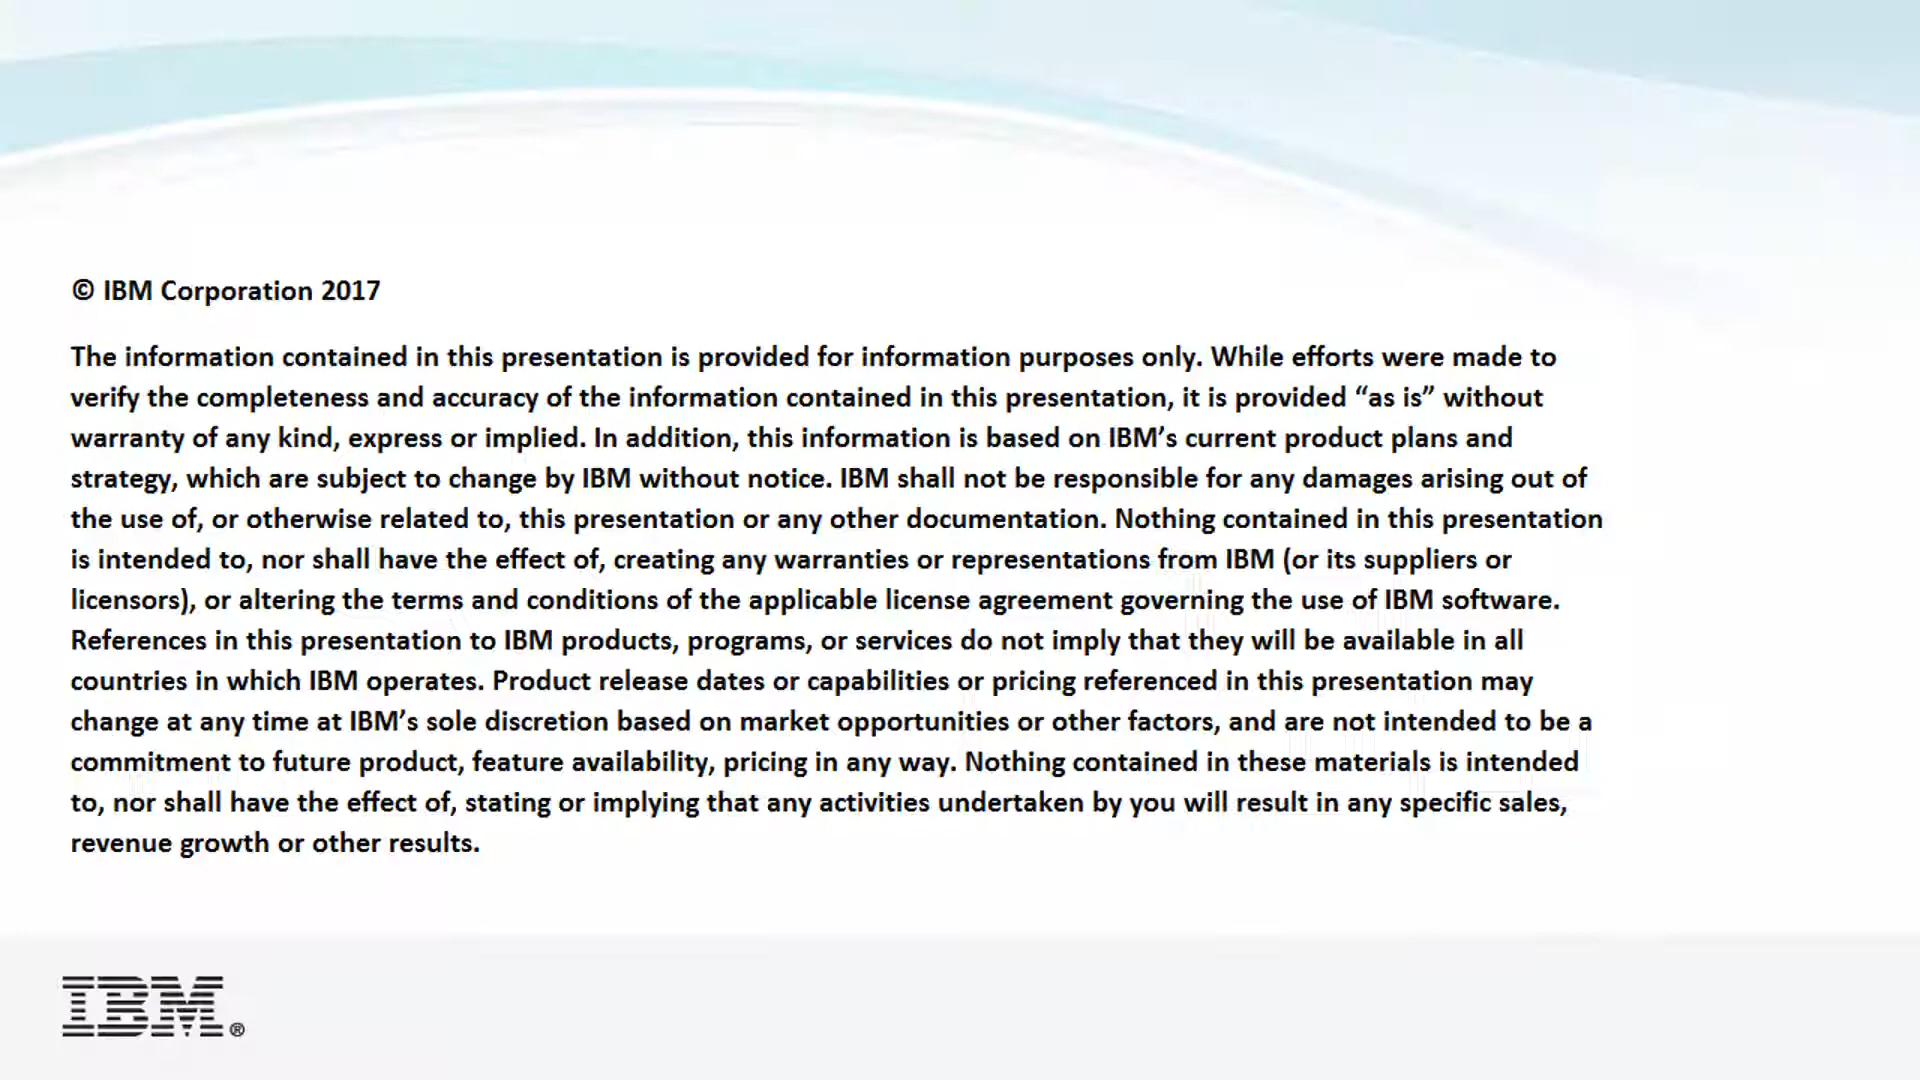 © IBM Corporation 2017
The information contained in this presentation is provided for information purposes only. While efforts were made to
verify the completeness and accuracy of the information contained in this presentation, it is provided “as is” without
warranty of any kind, express or implied. In addition, this information is based on IBM’s current product plans and
strategy, which are subject to change by IBM without notice. IBM shall not be responsible for any damages arising out of
the use of, or otherwise related to, this presentation or any other documentation. Nothing contained in this presentation
is intended to, nor shall have the effect of, creating any warranties or representations from IBM (or its suppliers or
licensors), or altering the terms and conditions of the applicable license agreement governing the use of IBM software.
References in this presentation to IBM products, programs, or services do not imply that they will be available in all
countries in which IBM operates. Product release dates or capabilities or pricing referenced in this presentation may
change at any time at IBM’s sole discretion based on market opportunities or other factors, and are not intended to be a
commitment to future product, feature availability, pricing in any way. Nothing contained in these materials is intended
to, nor shall have the effect of, stating or implying that any activities undertaken by you will result in any specific sales,
revenue growth or other results.
IBM®